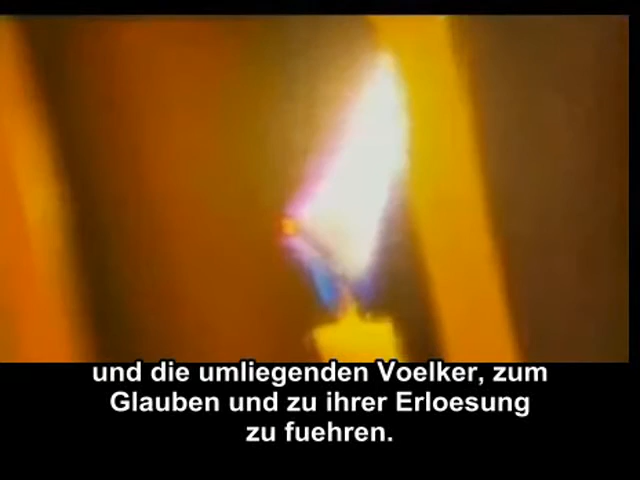 und die umliegenden Voelker, zum
Glauben und zu ihrer Erloesung
zu fuehren.